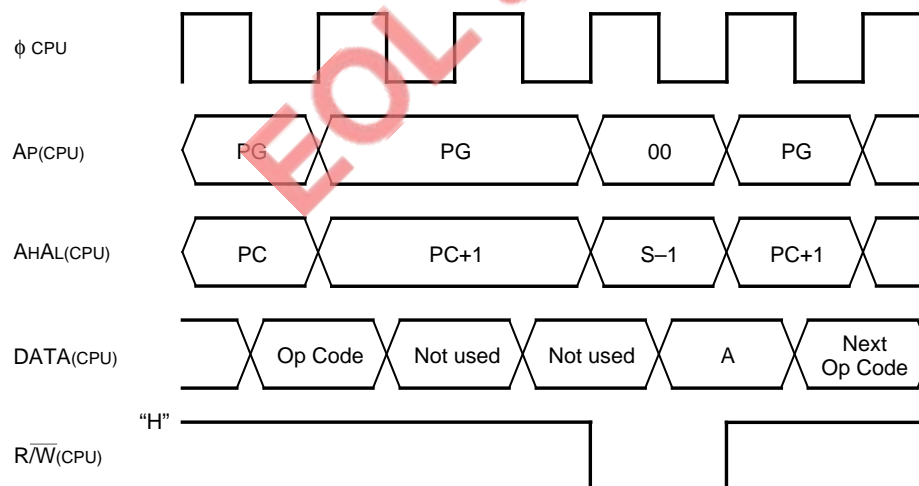 ϕ CPU
AP(CPU) PG PG 00 PG
AHAL(CPU) PC PC+1 S–1 PC+1
DATA(CPU) Op Code Not used Not used A Next Op Code
“H”
R/W̅(CPU)
EOL